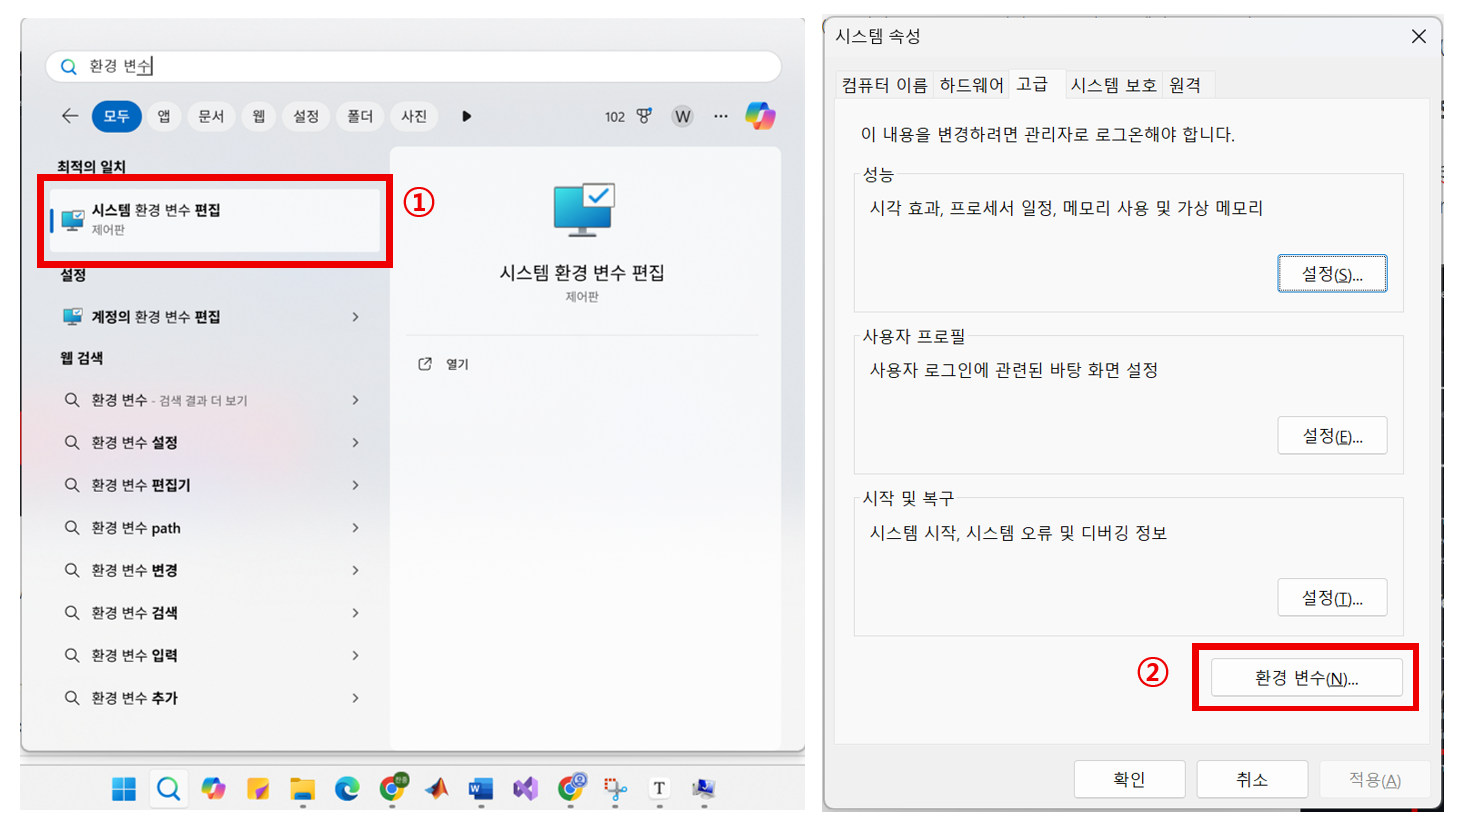 환경 변수
모두 앱 문서 웹 설정 폴더 사진 102 W ...
최적의 일치
시스템 환경 변수 편집
제어판
①
설정
계정의 환경 변수 편집
웹 검색
환경 변수 - 검색 결과 더 보기
환경 변수 설정
환경 변수 편집기
환경 변수 path
환경 변수 변경
환경 변수 검색
환경 변수 입력
환경 변수 추가
시스템 환경 변수 편집
제어판
열기
시스템 속성
컴퓨터 이름 하드웨어 고급 시스템 보호 원격
이 내용을 변경하려면 관리자로 로그온해야 합니다.
성능
시각 효과, 프로세서 일정, 메모리 사용 및 가상 메모리
설정(S)...
사용자 프로필
사용자 로그인에 관련된 바탕 화면 설정
설정(E)...
시작 및 복구
시스템 시작, 시스템 오류 및 디버깅 정보
설정(T)...
② 환경 변수(N)...
확인 취소 적용(A)